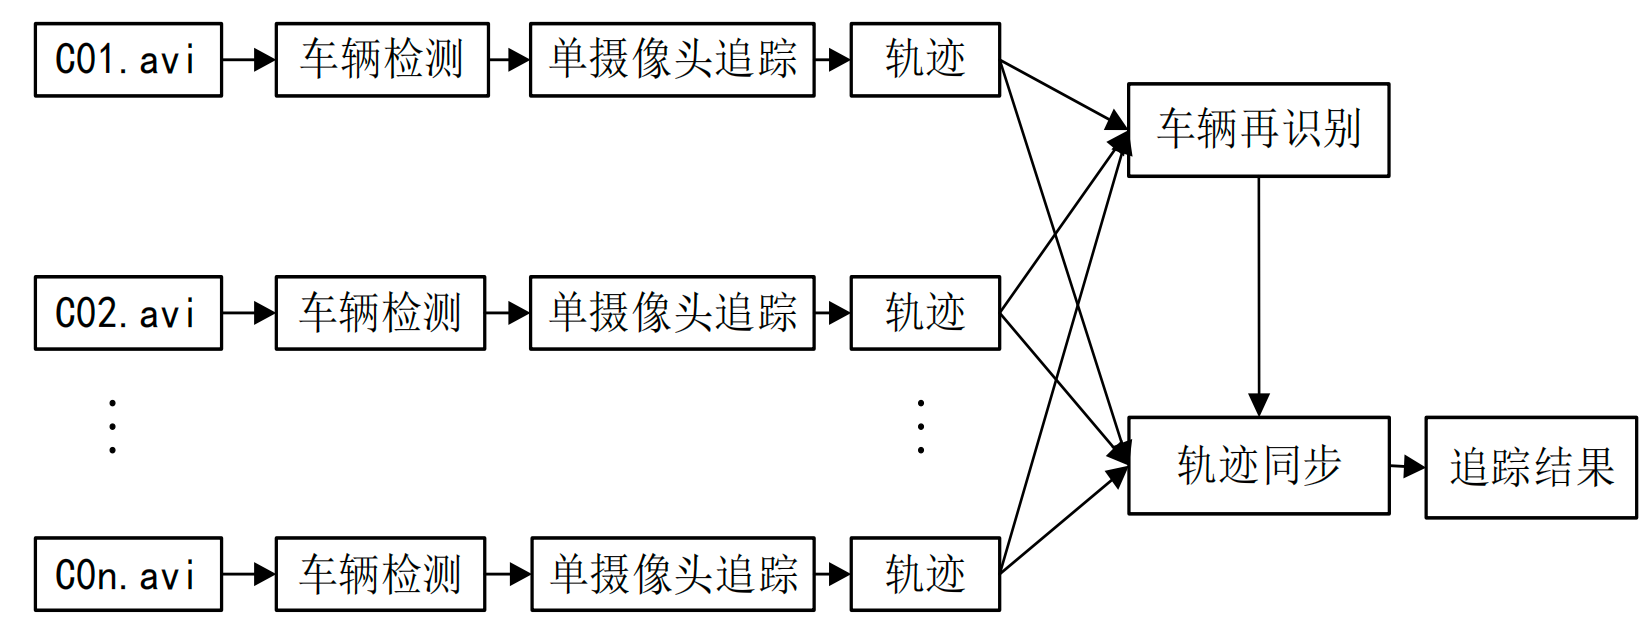 C01.avi
车辆检测
单摄像头追踪
轨迹
车辆再识别
C02.avi
车辆检测
单摄像头追踪
轨迹
轨迹同步
追踪结果
C0n.avi
车辆检测
单摄像头追踪
轨迹